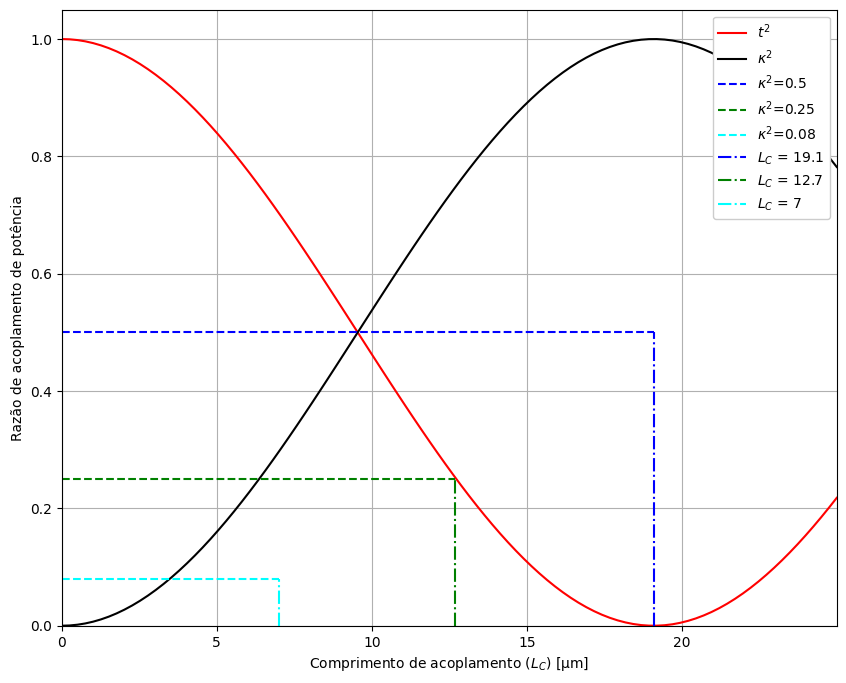 Razão de acoplamento de potência
1.0
0.8
0.6
0.4
0.2
0.0
0
5
10
15
20
Comprimento de acoplamento (L_C) [μm]
t²
κ²
κ²=0.5
κ²=0.25
κ²=0.08
L_C = 19.1
L_C = 12.7
L_C = 7